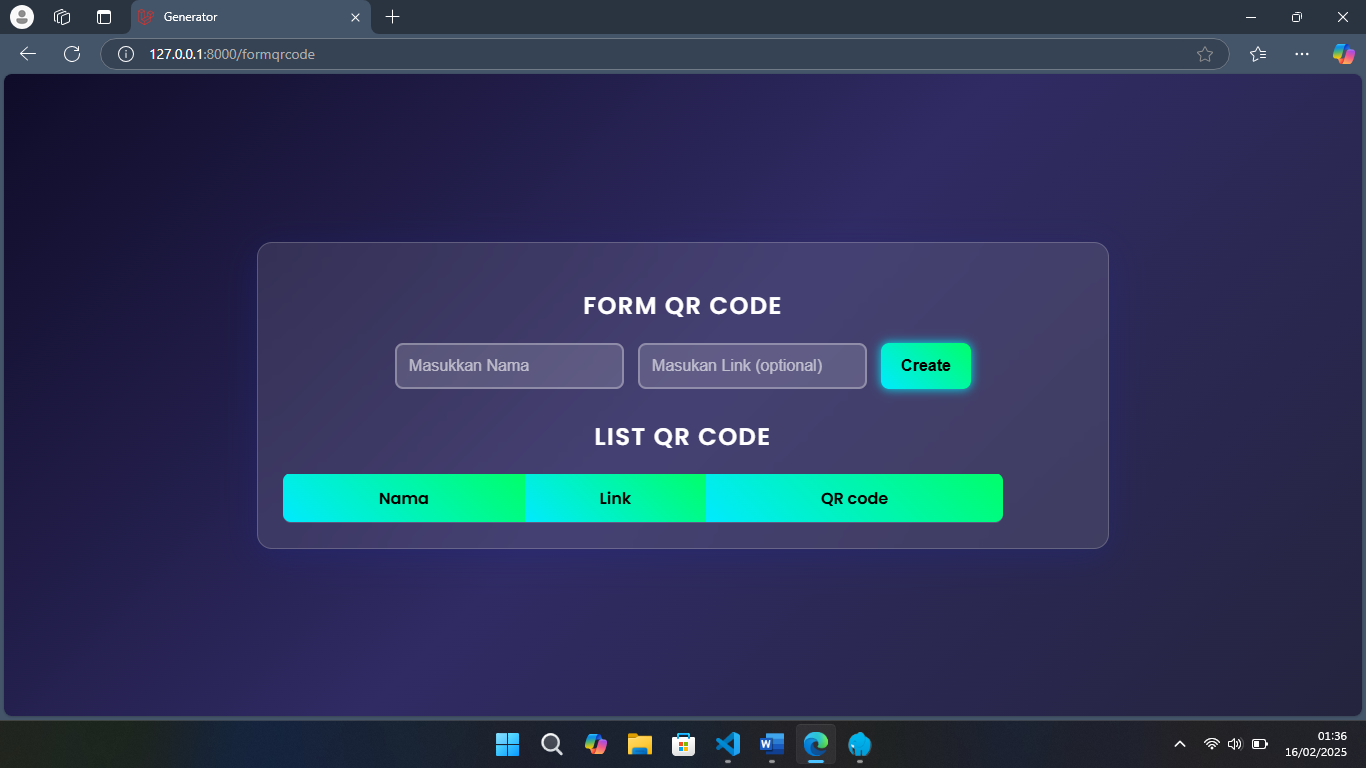 Generator
127.0.0.1:8000/formqrcode
FORM QR CODE
Masukkan Nama
Masukan Link (optional)
Create
LIST QR CODE
Nama
Link
QR code
01:36
16/02/2025